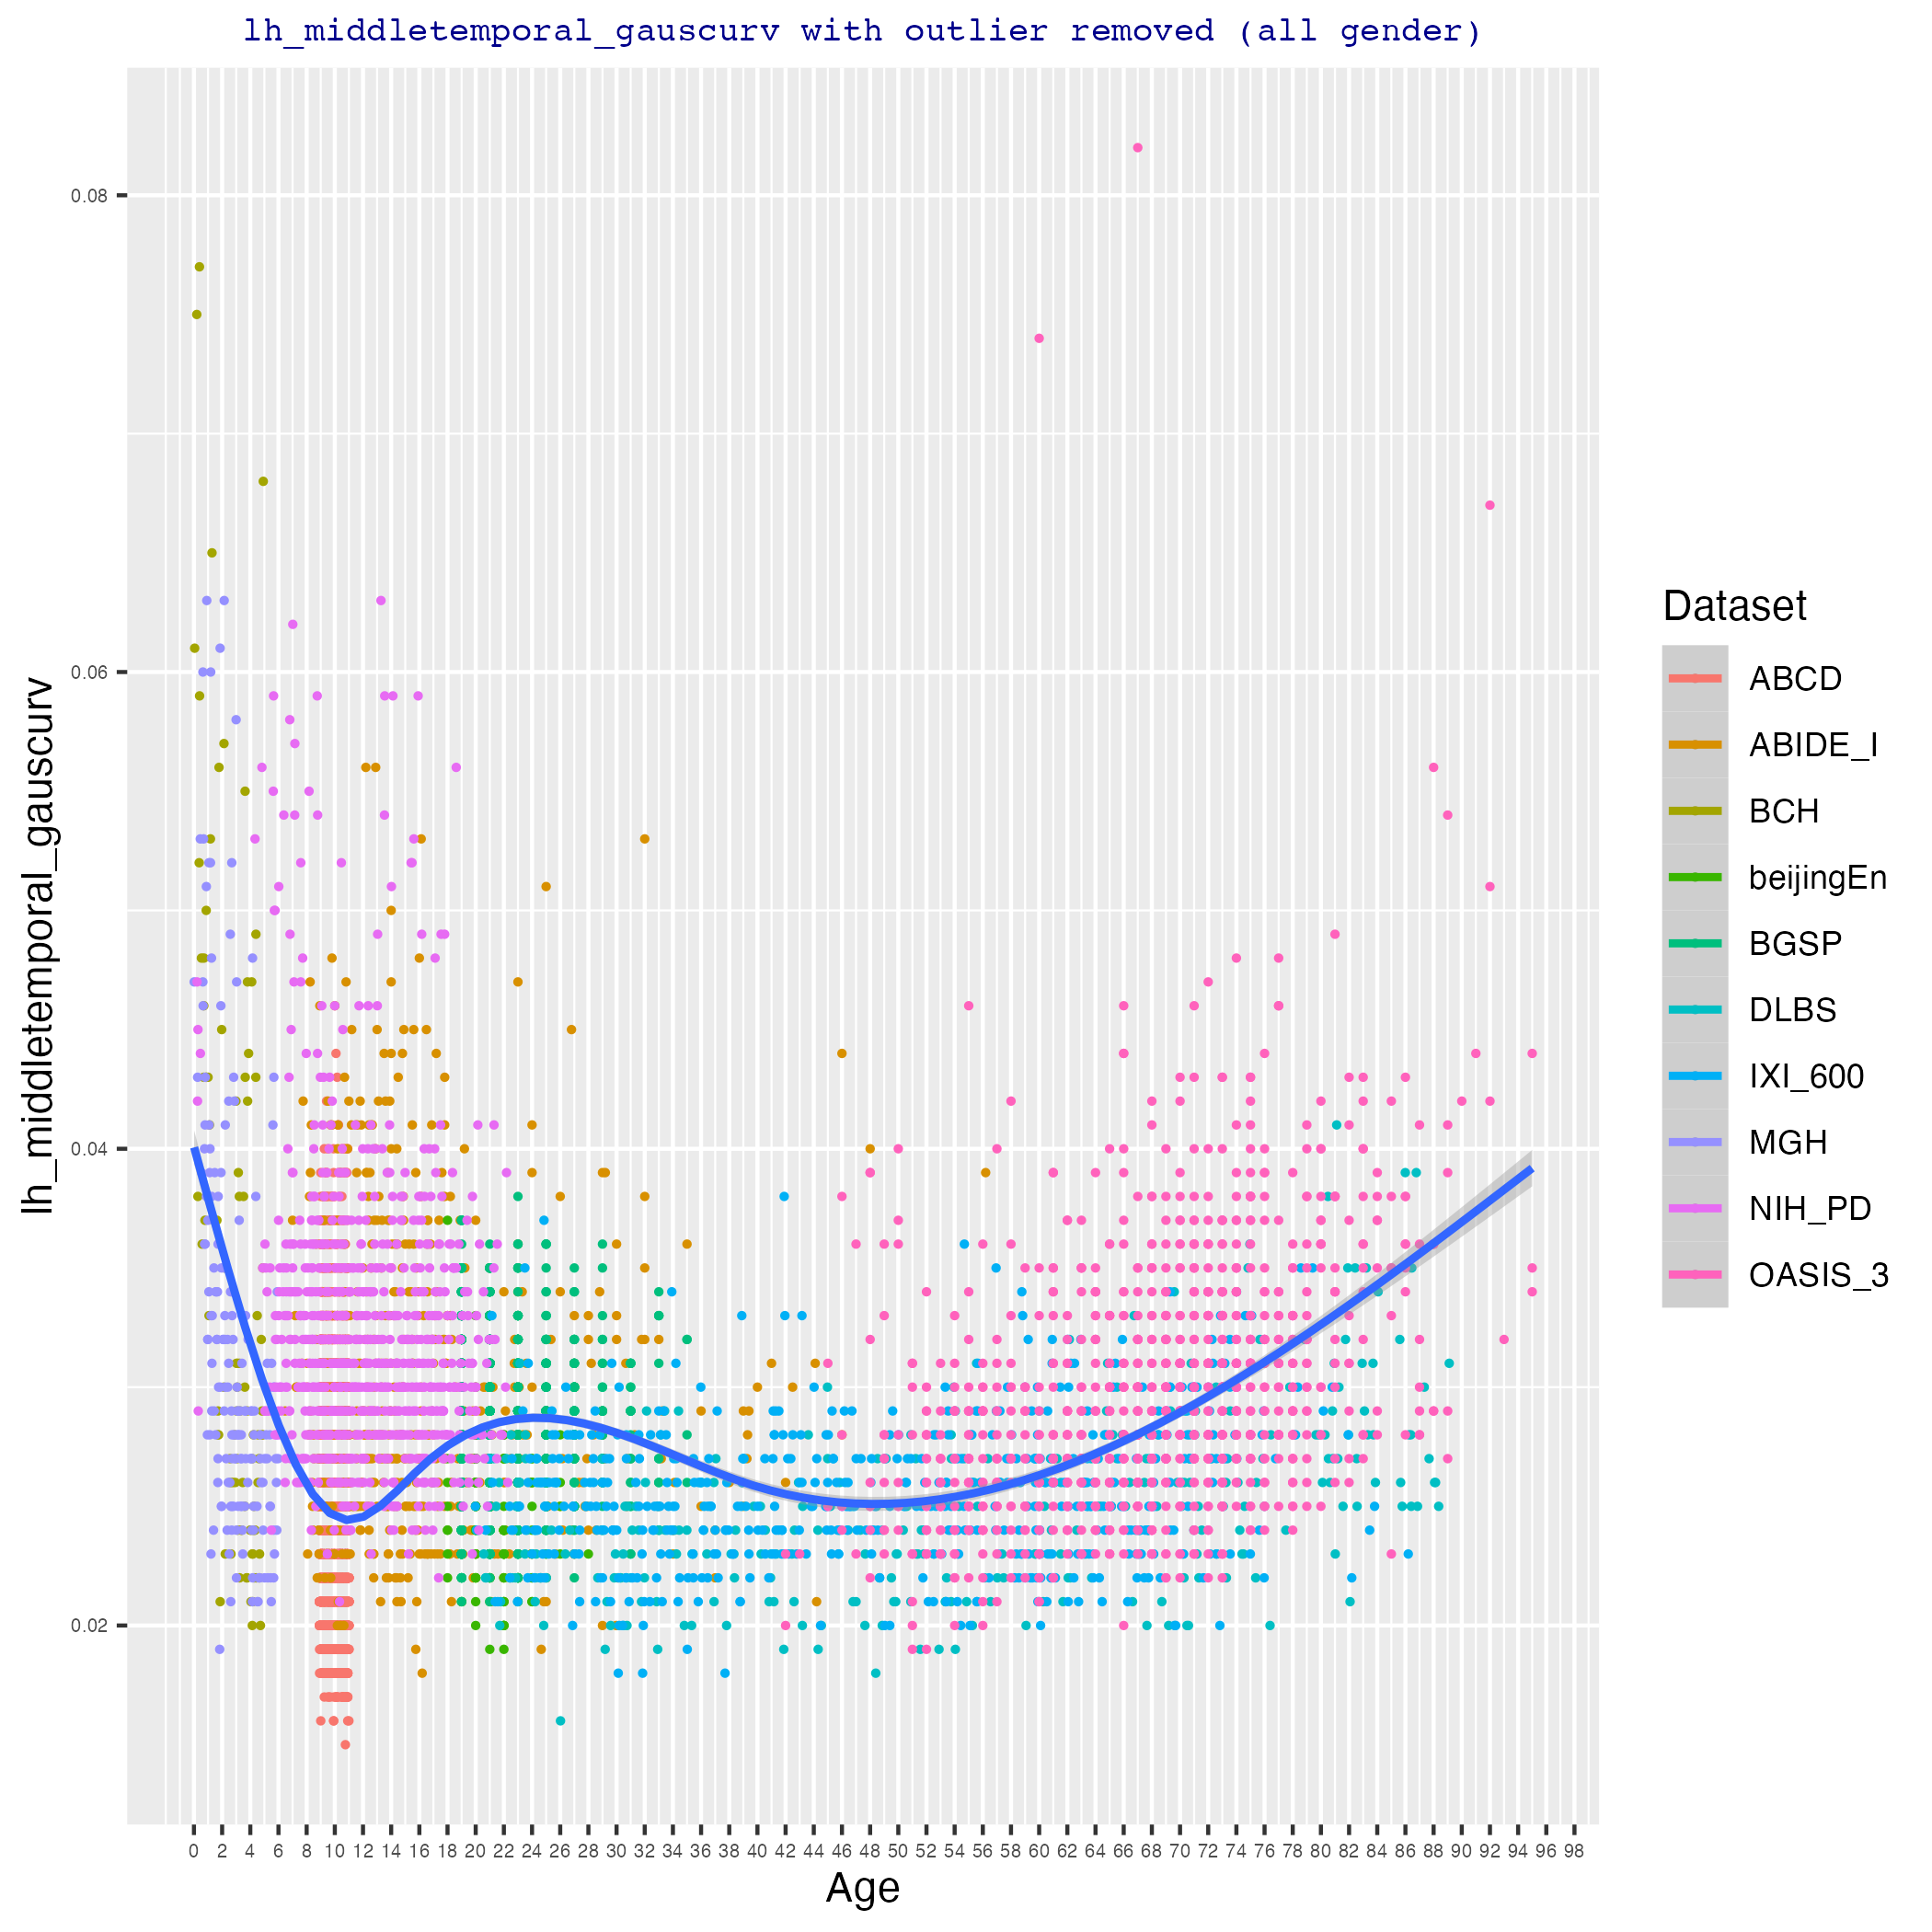 lh_middletemporal_gauscurv with outlier removed (all gender)
lh_middletemporal_gauscurv
0.08
0.06
0.04
0.02
0 2 4 6 8 10 12 14 16 18 20 22 24 26 28 30 32 34 36 38 40 42 44 46 48 50 52 54 56 58 60 62 64 66 68 70 72 74 76 78 80 82 84 86 88 90 92 94 96 98
Age
Dataset
ABCD
ABIDE_I
BCH
beijingEn
BGSP
DLBS
IXI_600
MGH
NIH_PD
OASIS_3